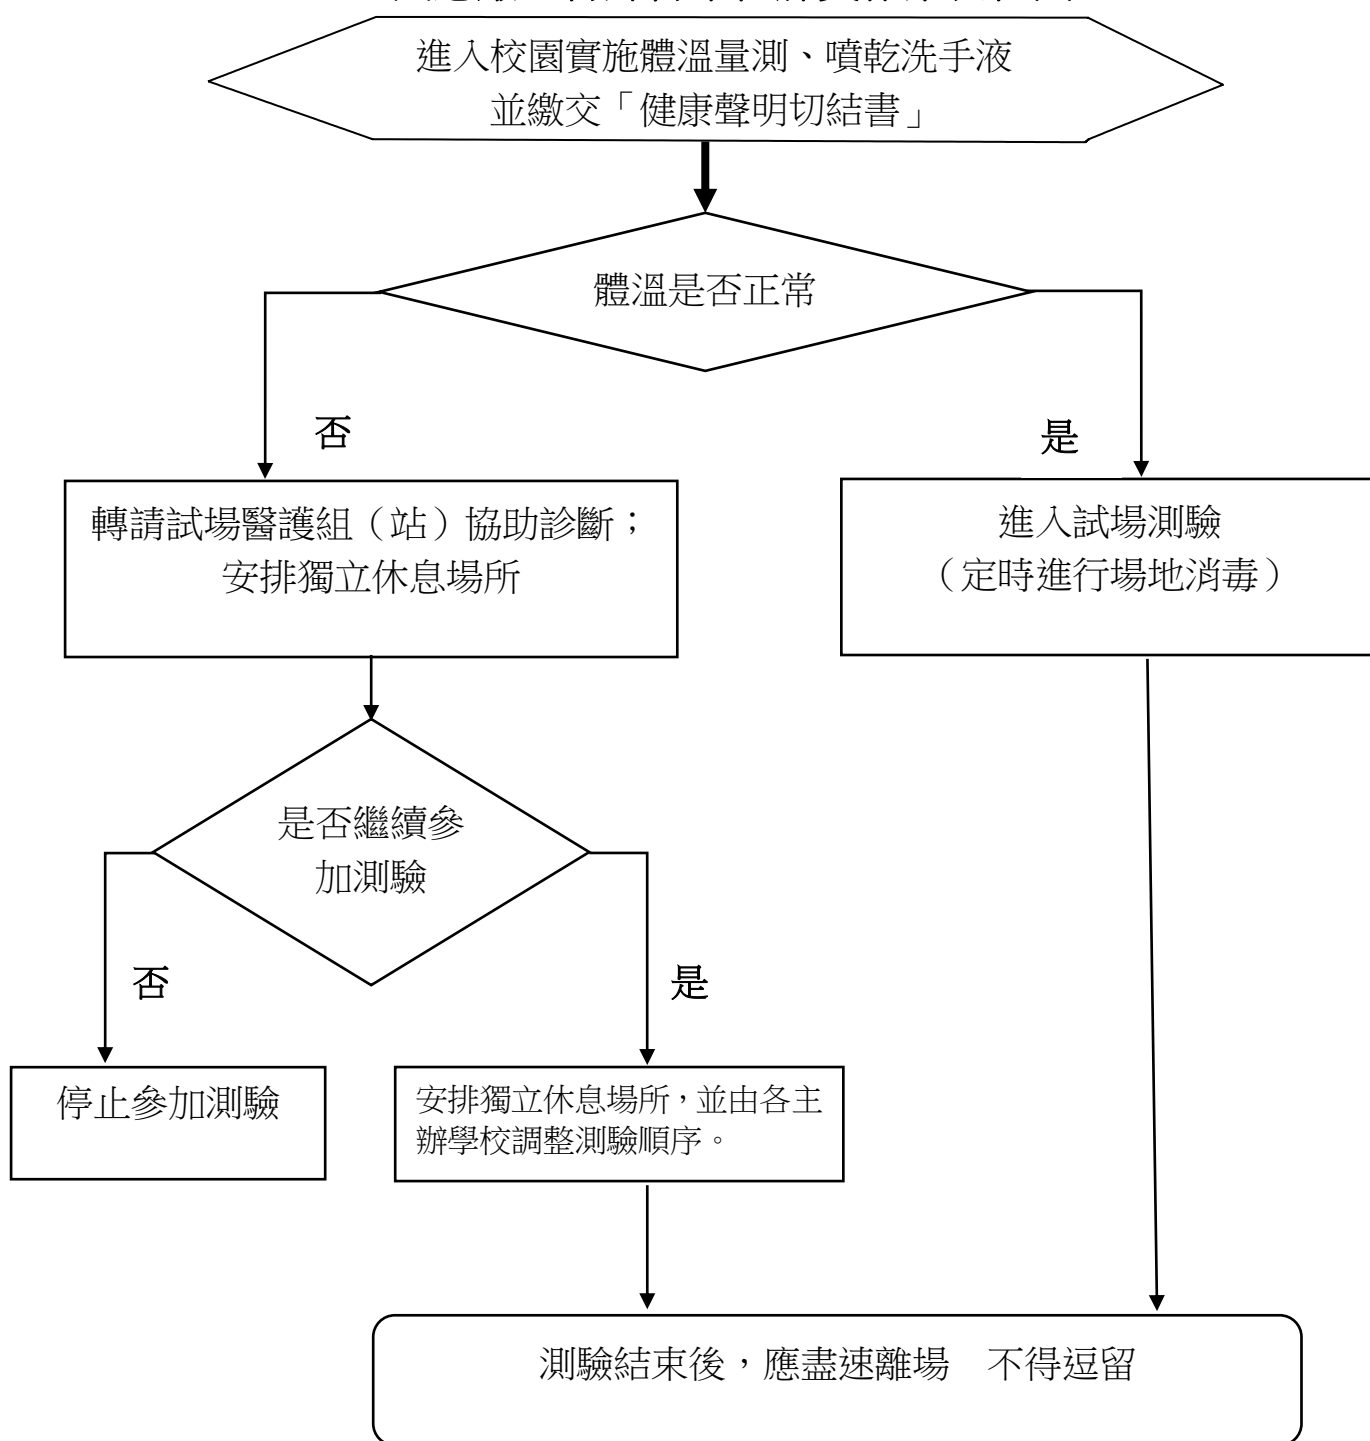 進入校園實施體溫量測、噴乾洗手液
並繳交「健康聲明切結書」
體溫是否正常
否
是
轉請試場醫護組（站）協助診斷；
安排獨立休息場所
進入試場測驗
（定時進行場地消毒）
是否繼續參
加測驗
否
是
停止參加測驗
安排獨立休息場所，並由各主
辦學校調整測驗順序。
測驗結束後，應盡速離場　不得逗留